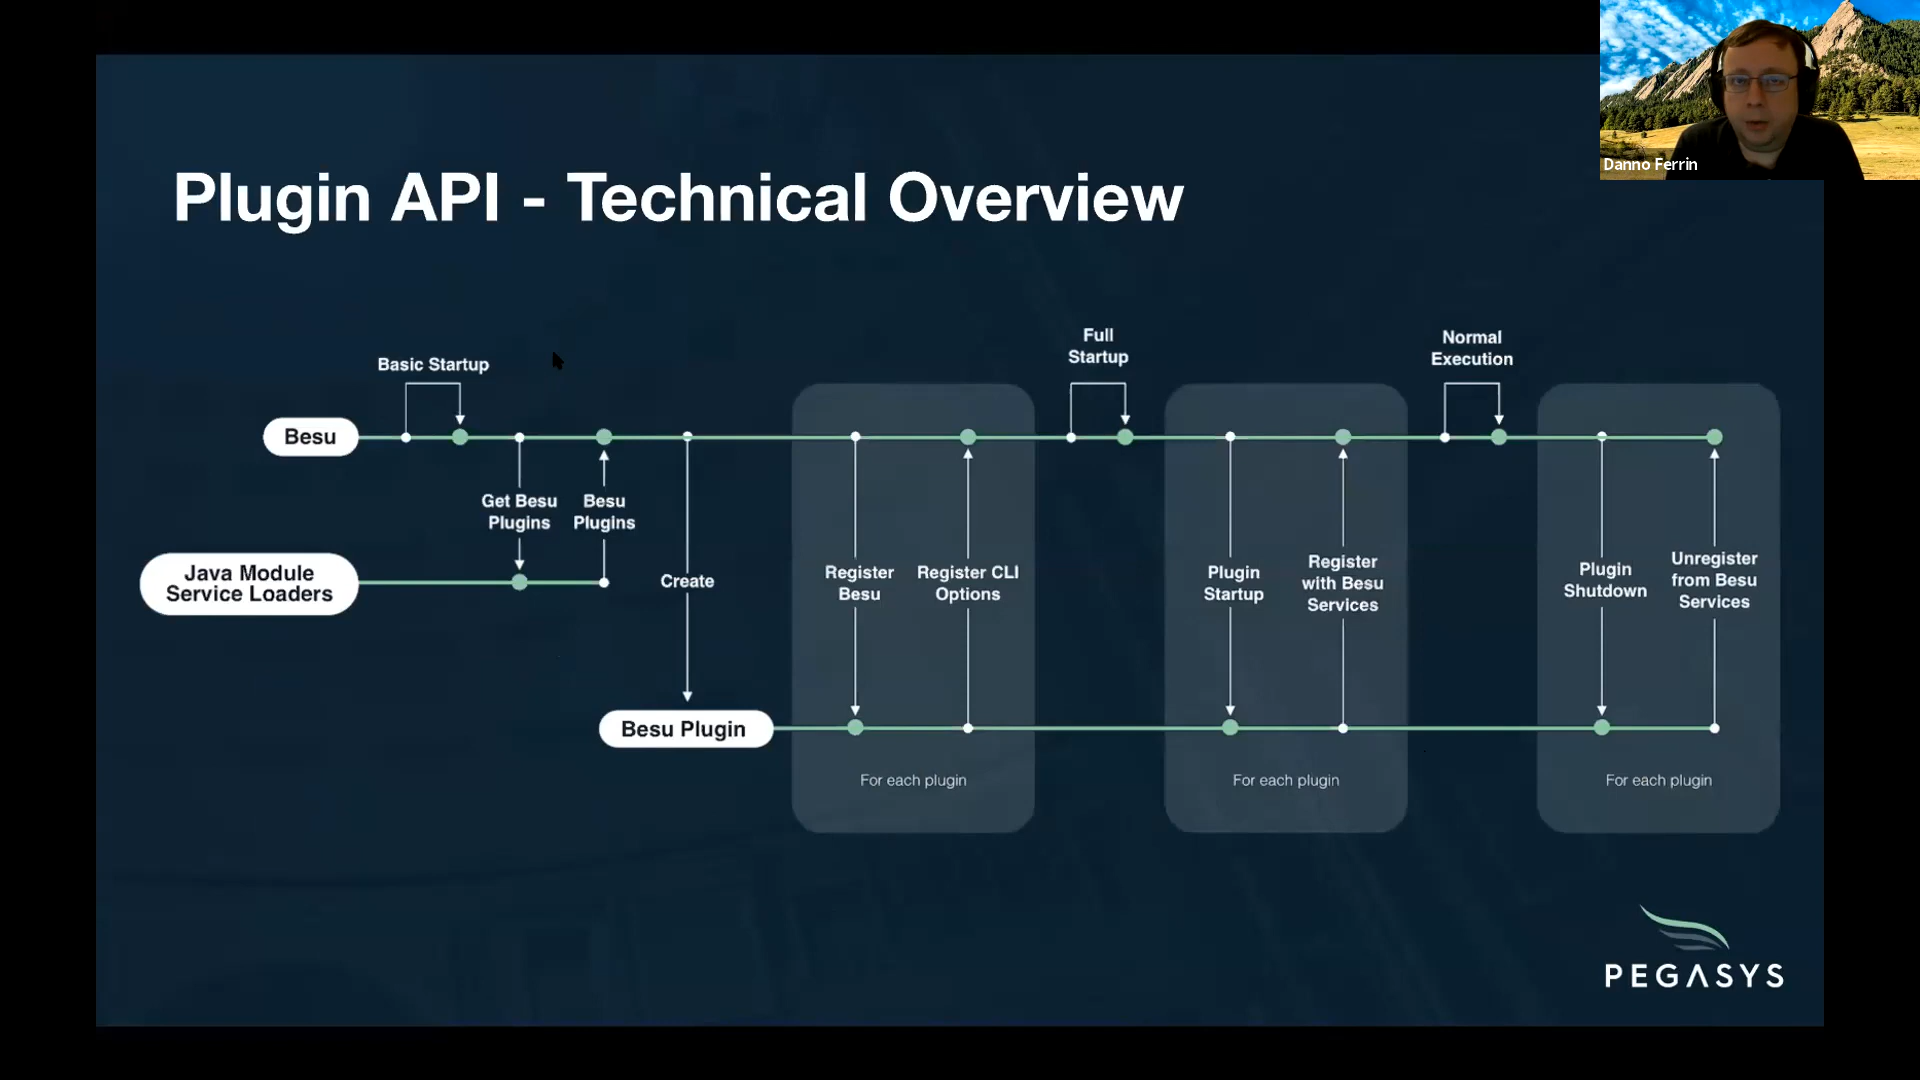 Danno Ferrin
Plugin API - Technical Overview
Basic Startup
Full
Startup
Normal
Execution
Besu
Get Besu
Plugins
Besu
Plugins
Java Module
Service Loaders
Create
Register
Besu
Register CLI
Options
Plugin
Startup
Register
with Besu
Services
Plugin
Shutdown
Unregister
from Besu
Services
Besu Plugin
For each plugin
For each plugin
For each plugin
PEGASYS